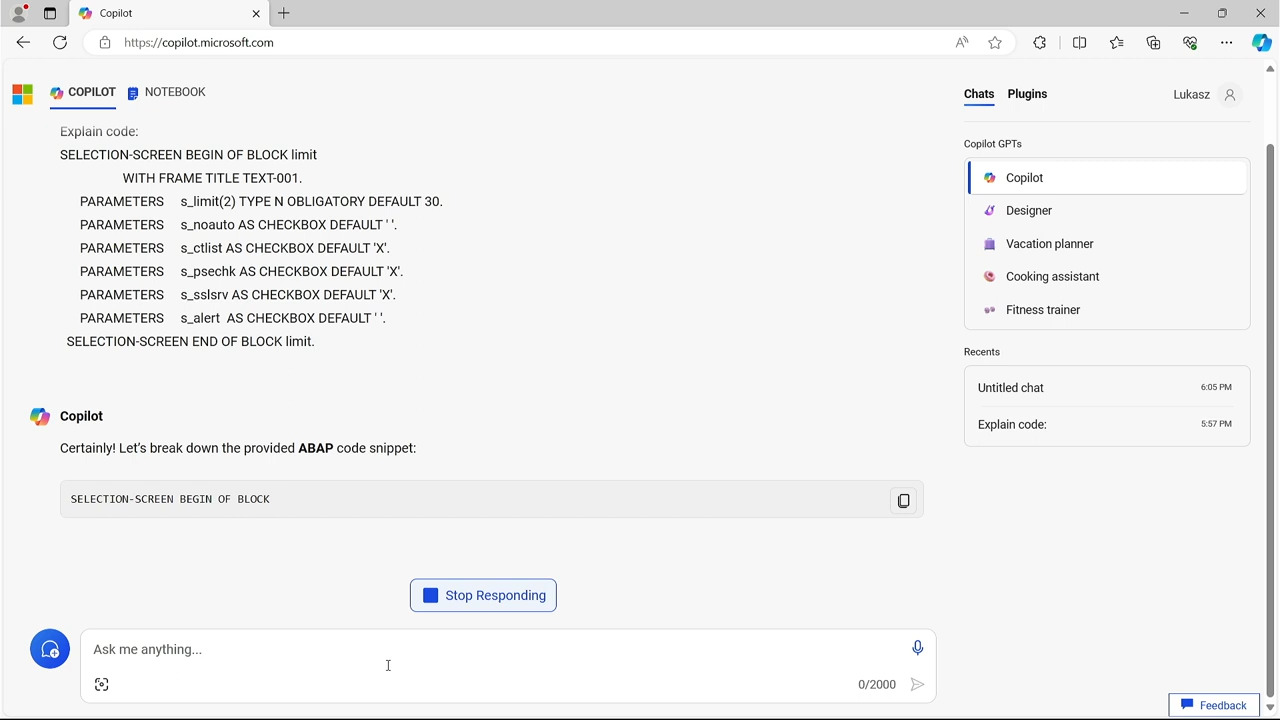 Copilot
https://copilot.microsoft.com
COPILOT
NOTEBOOK
Explain code:
SELECTION-SCREEN BEGIN OF BLOCK limit
WITH FRAME TITLE TEXT-001.
PARAMETERS s_limit(2) TYPE N OBLIGATORY DEFAULT 30.
PARAMETERS s_noauto AS CHECKBOX DEFAULT ' '.
PARAMETERS s_ctlist AS CHECKBOX DEFAULT 'X'.
PARAMETERS s_psechk AS CHECKBOX DEFAULT 'X'.
PARAMETERS s_sslsrv AS CHECKBOX DEFAULT 'X'.
PARAMETERS s_alert AS CHECKBOX DEFAULT ' '.
SELECTION-SCREEN END OF BLOCK limit.
Copilot
Certainly! Let's break down the provided ABAP code snippet:
SELECTION-SCREEN BEGIN OF BLOCK
Stop Responding
Ask me anything...
0/2000
Chats Plugins
Lukasz
Copilot GPTs
Copilot
Designer
Vacation planner
Cooking assistant
Fitness trainer
Recents
Untitled chat 6:05 PM
Explain code: 5:57 PM
Feedback